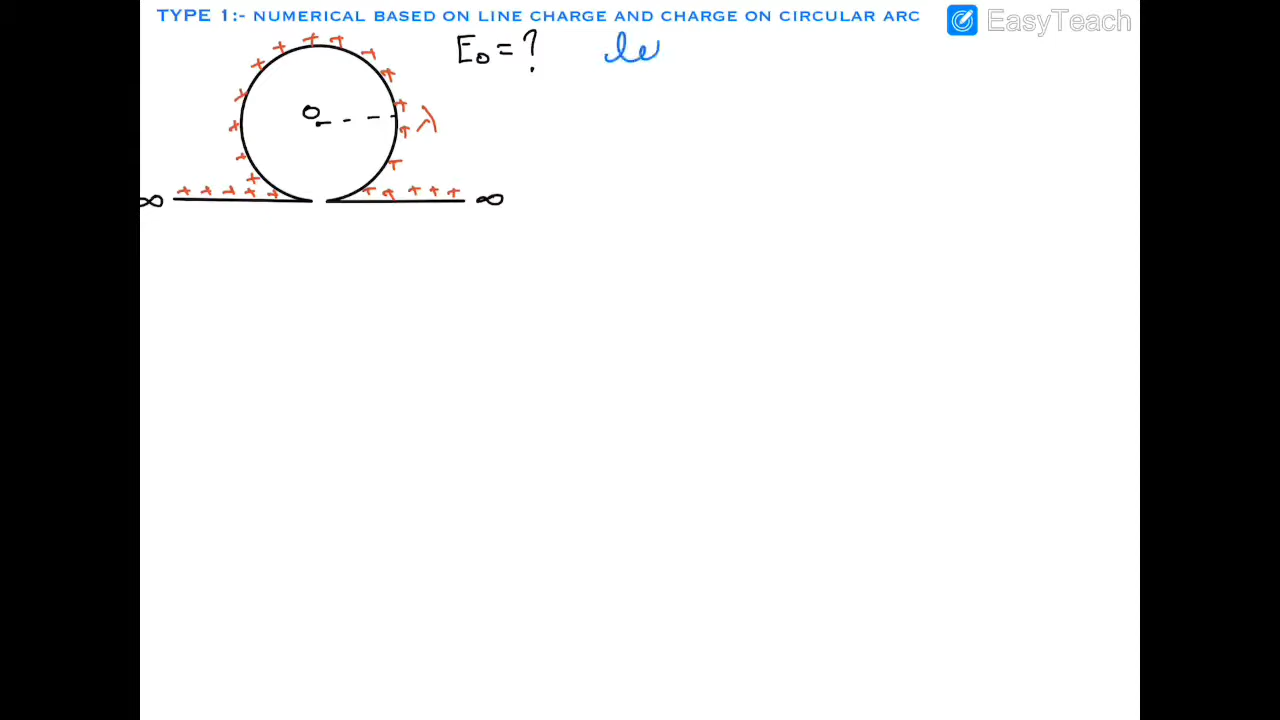 TYPE 1:- NUMERICAL BASED ON LINE CHARGE AND CHARGE ON CIRCULAR ARC
EasyTeach
E₀ = ?
O
λ
∞ ∞